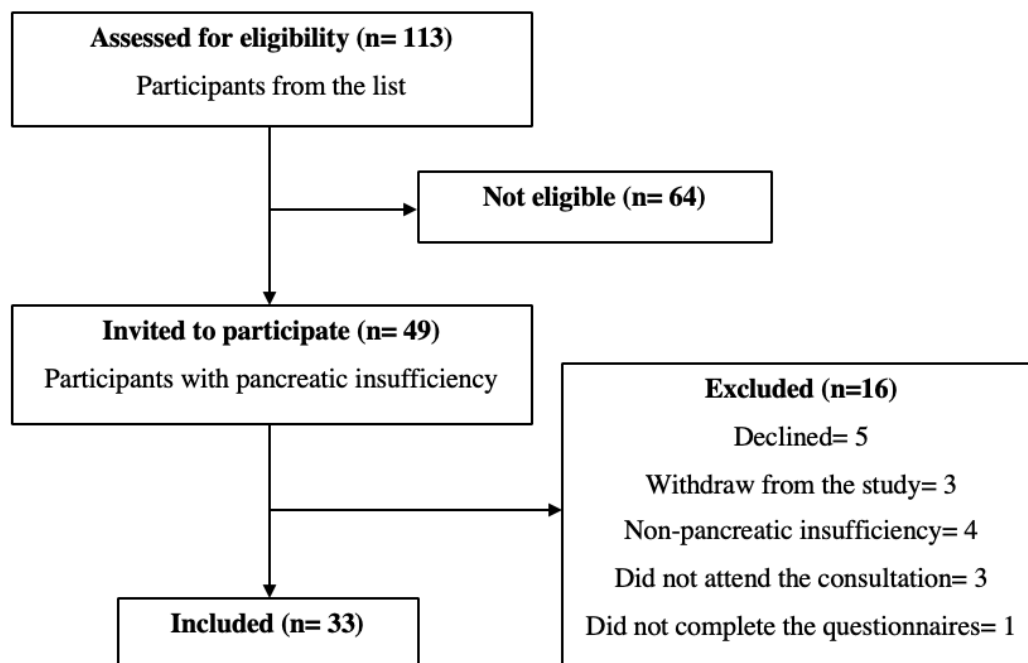 Assessed for eligibility (n= 113)
Participants from the list
Not eligible (n= 64)
Invited to participate (n= 49)
Participants with pancreatic insufficiency
Excluded (n=16)
Declined= 5
Withdraw from the study= 3
Non-pancreatic insufficiency= 4
Did not attend the consultation= 3
Did not complete the questionnaires= 1
Included (n= 33)